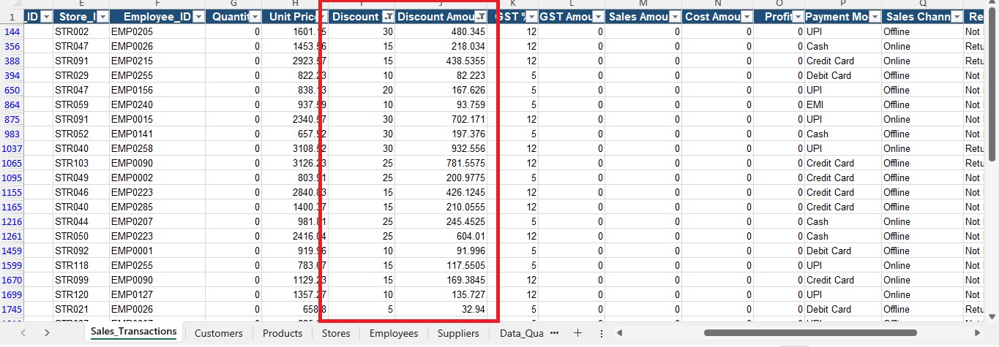 E F G H I J K L M N O P Q
1 _ID Store_I Employee_ID Quantit Unit Pric Discount Discount Amou GST % GST Amou Sales Amou Cost Amou Profit Payment Mo Sales Chann Re
144 STR002 EMP0205 0 1601.15 30 480.345 12 0 0 0 0 UPI Offline Not
356 STR047 EMP0026 0 1453.56 15 218.034 12 0 0 0 0 Cash Online Retu
388 STR091 EMP0215 0 2923.57 15 438.5355 12 0 0 0 0 Credit Card Online Retu
394 STR029 EMP0255 0 822.23 10 82.223 5 0 0 0 0 Debit Card Offline Not
650 STR047 EMP0156 0 838.13 20 167.626 5 0 0 0 0 UPI Offline Not
864 STR059 EMP0240 0 937.59 10 93.759 5 0 0 0 0 EMI Offline Not
875 STR091 EMP0015 0 2340.57 30 702.171 12 0 0 0 0 UPI Online Not
983 STR052 EMP0141 0 657.92 30 197.376 5 0 0 0 0 Cash Offline Not
1037 STR040 EMP0258 0 3108.52 30 932.556 12 0 0 0 0 UPI Online Retu
1065 STR103 EMP0090 0 3126.23 25 781.5575 12 0 0 0 0 Credit Card Offline Retu
1095 STR049 EMP0002 0 803.91 25 200.9775 5 0 0 0 0 Credit Card Offline Not
1155 STR046 EMP0223 0 2840.83 15 426.1245 12 0 0 0 0 Credit Card Offline Not
1165 STR040 EMP0285 0 1400.37 15 210.0555 12 0 0 0 0 Credit Card Offline Not
1216 STR044 EMP0207 0 981.81 25 245.4525 5 0 0 0 0 Cash Online Not
1261 STR050 EMP0223 0 2416.04 25 604.01 12 0 0 0 0 Cash Offline Not
1459 STR092 EMP0001 0 919.96 10 91.996 5 0 0 0 0 Debit Card Offline Not
1599 STR118 EMP0255 0 783.67 15 117.5505 5 0 0 0 0 UPI Online Not
1670 STR099 EMP0090 0 1129.23 15 169.3845 12 0 0 0 0 Credit Card Offline Not
1699 STR120 EMP0127 0 1357.27 10 135.727 12 0 0 0 0 UPI Online Not
1745 STR021 EMP0026 0 658.8 5 32.94 5 0 0 0 0 Debit Card Offline Not
Sales_Transactions Customers Products Stores Employees Suppliers Data_Qua